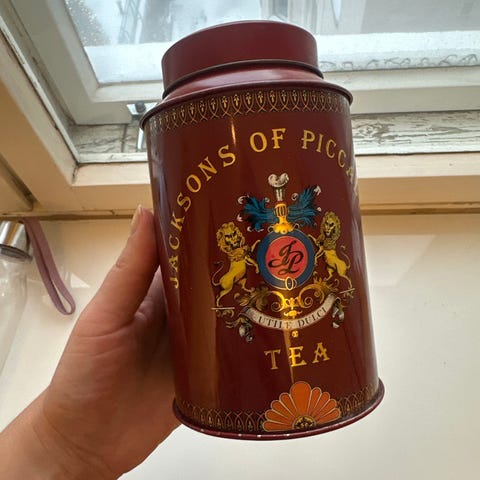 JACKSONS OF PICCA
JP
UTILE DULCI
TEA